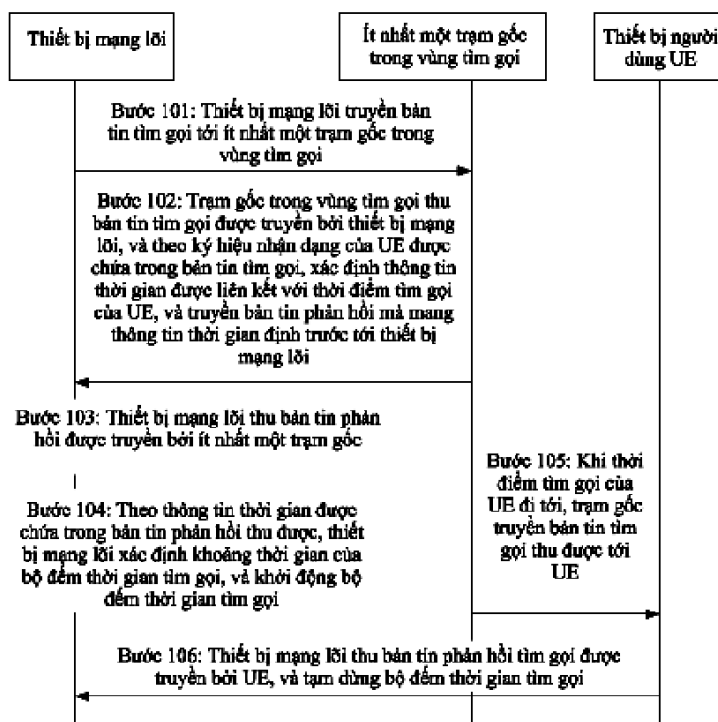 Thiết bị mạng lõi
Ít nhất một trạm gốc
trong vùng tìm gọi
Thiết bị người
dùng UE
Bước 101: Thiết bị mạng lõi truyền bản
tin tìm gọi tới ít nhất một trạm gốc trong
vùng tìm gọi
Bước 102: Trạm gốc trong vùng tìm gọi thu
bản tin tìm gọi được truyền bởi thiết bị mạng
lõi, và theo ký hiệu nhận dạng của UE được
chứa trong bản tin tìm gọi, xác định thông tin
thời gian được liên kết với thời điểm tìm gọi
của UE, và truyền bản tin phản hồi mà mang
thông tin thời gian định trước tới thiết bị
mạng lõi
Bước 103: Thiết bị mạng lõi thu bản tin phản
hồi được truyền bởi ít nhất một trạm gốc
Bước 104: Theo thông tin thời gian được
chứa trong bản tin phản hồi thu được, thiết
bị mạng lõi xác định khoảng thời gian của
bộ đếm thời gian tìm gọi, và khởi động bộ
đếm thời gian tìm gọi
Bước 105: Khi thời
điểm tìm gọi của
UE đi tới, trạm gốc
truyền bản tin tìm
gọi thu được tới
UE
Bước 106: Thiết bị mạng lõi thu bản tin phản hồi tìm gọi được
truyền bởi UE, và tạm dừng bộ đếm thời gian tìm gọi